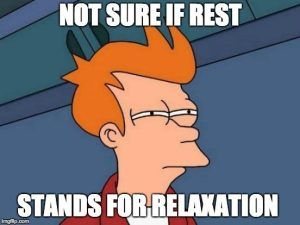 NOT SURE IF REST
STANDS FOR RELAXATION
imgflip.com